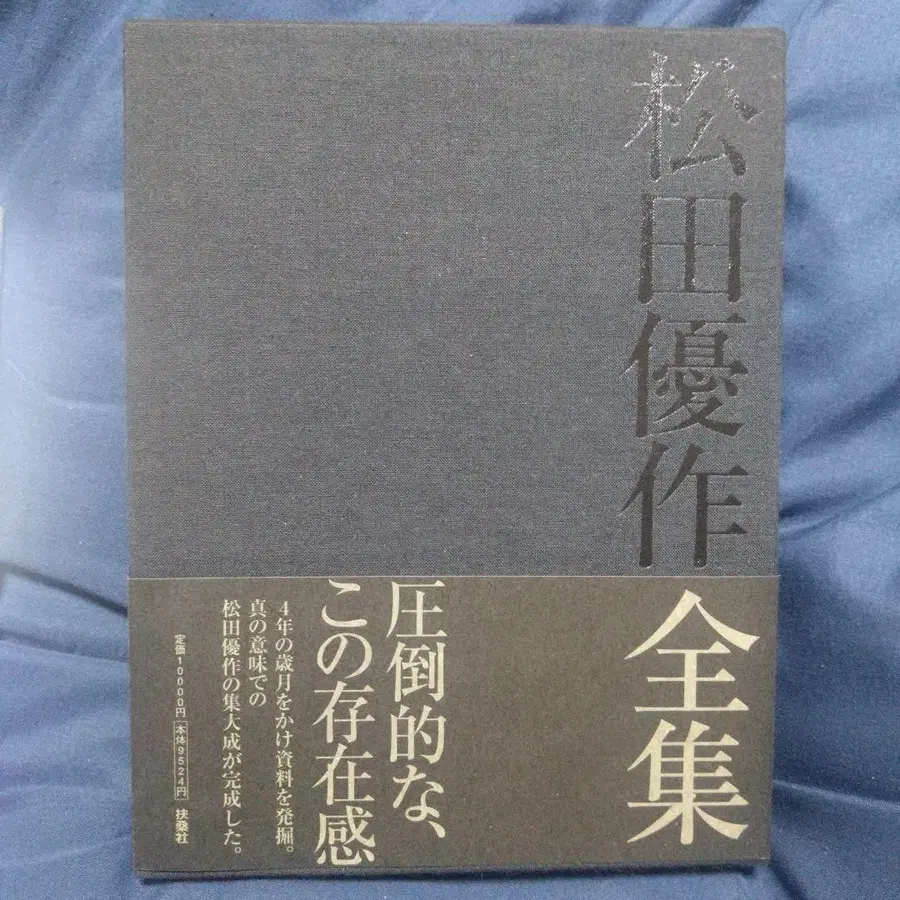 松田優作
全集
圧倒的な、
この存在感
4年の歳月をかけ資料を発掘。
真の意味での
松田優作の集大成が完成した。
定価10000円 本体9524円 扶桑社